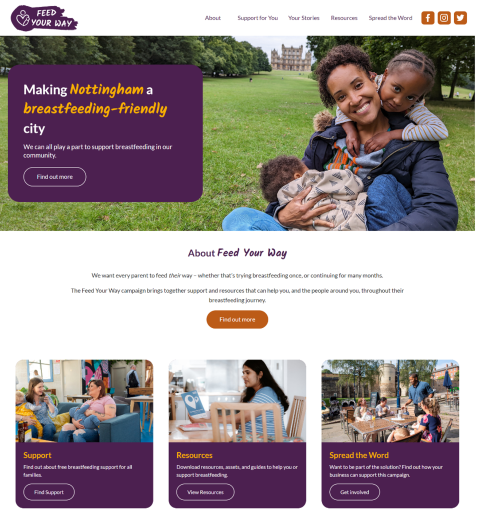 FEED
YOUR WAY
About Support for You Your Stories Resources Spread the Word
Making Nottingham a
breastfeeding-friendly
city
We can all play a part to support breastfeeding in our
community.
Find out more
About Feed Your Way
We want every parent to feed their way – whether that's trying breastfeeding once, or continuing for many months.
The Feed Your Way campaign brings together support and resources that can help you, and the people around you, throughout their
breastfeeding journey.
Find out more
Support
Find out about free breastfeeding support for all
families.
Find Support
Resources
Download resources, assets, and guides to help you or
support breastfeeding.
View Resources
Spread the Word
Want to be part of the solution? Find out how your
business can support this campaign.
Get involved